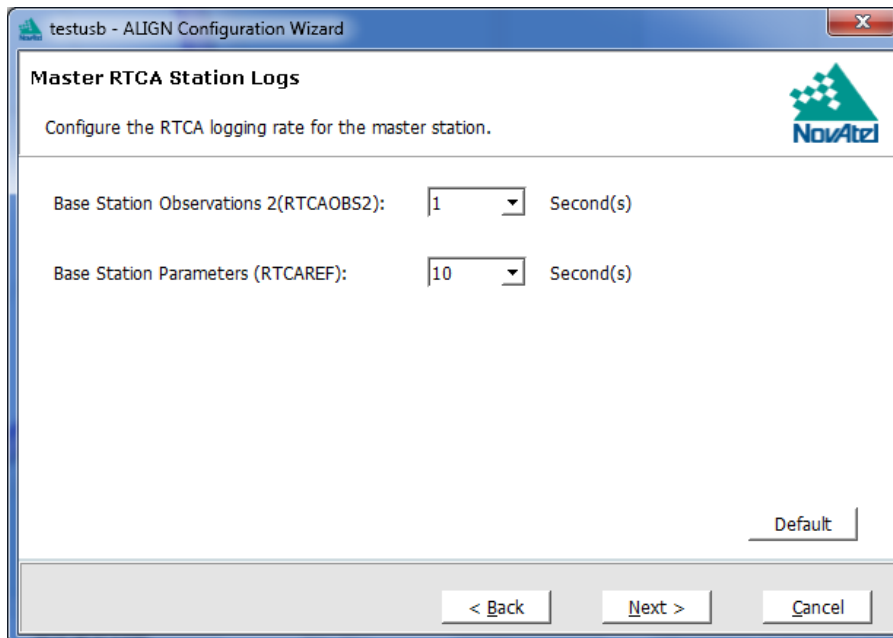 testusb - ALIGN Configuration Wizard
Master RTCA Station Logs
Configure the RTCA logging rate for the master station.
NovAtel
Base Station Observations 2(RTCAOBS2): 1 Second(s)
Base Station Parameters (RTCAREF): 10 Second(s)
Default
< Back Next > Cancel